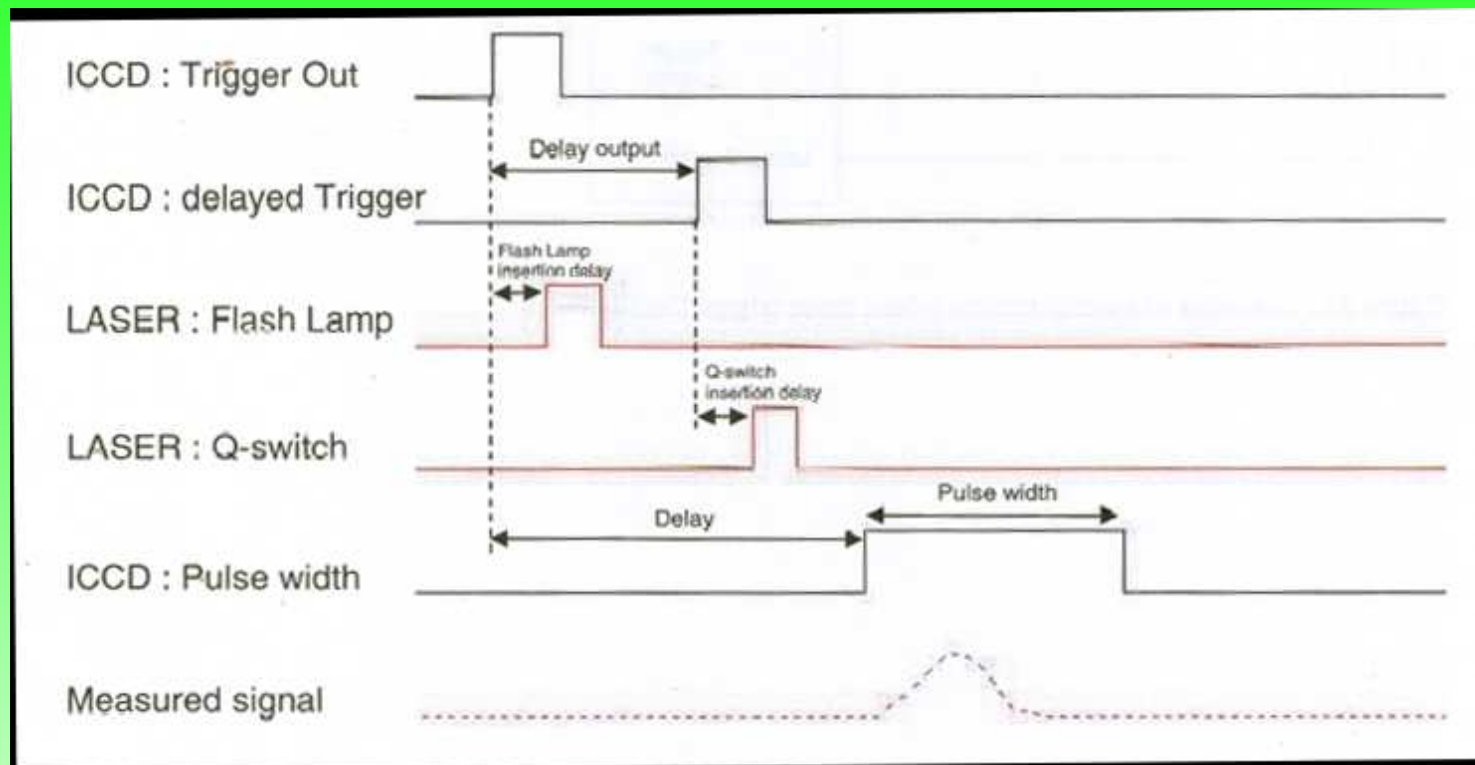 ICCD : Trigger Out
Delay output
ICCD : delayed Trigger
Flash Lamp
insertion delay
LASER : Flash Lamp
Q-switch
insertion delay
LASER : Q-switch
Pulse width
Delay
ICCD : Pulse width
Measured signal